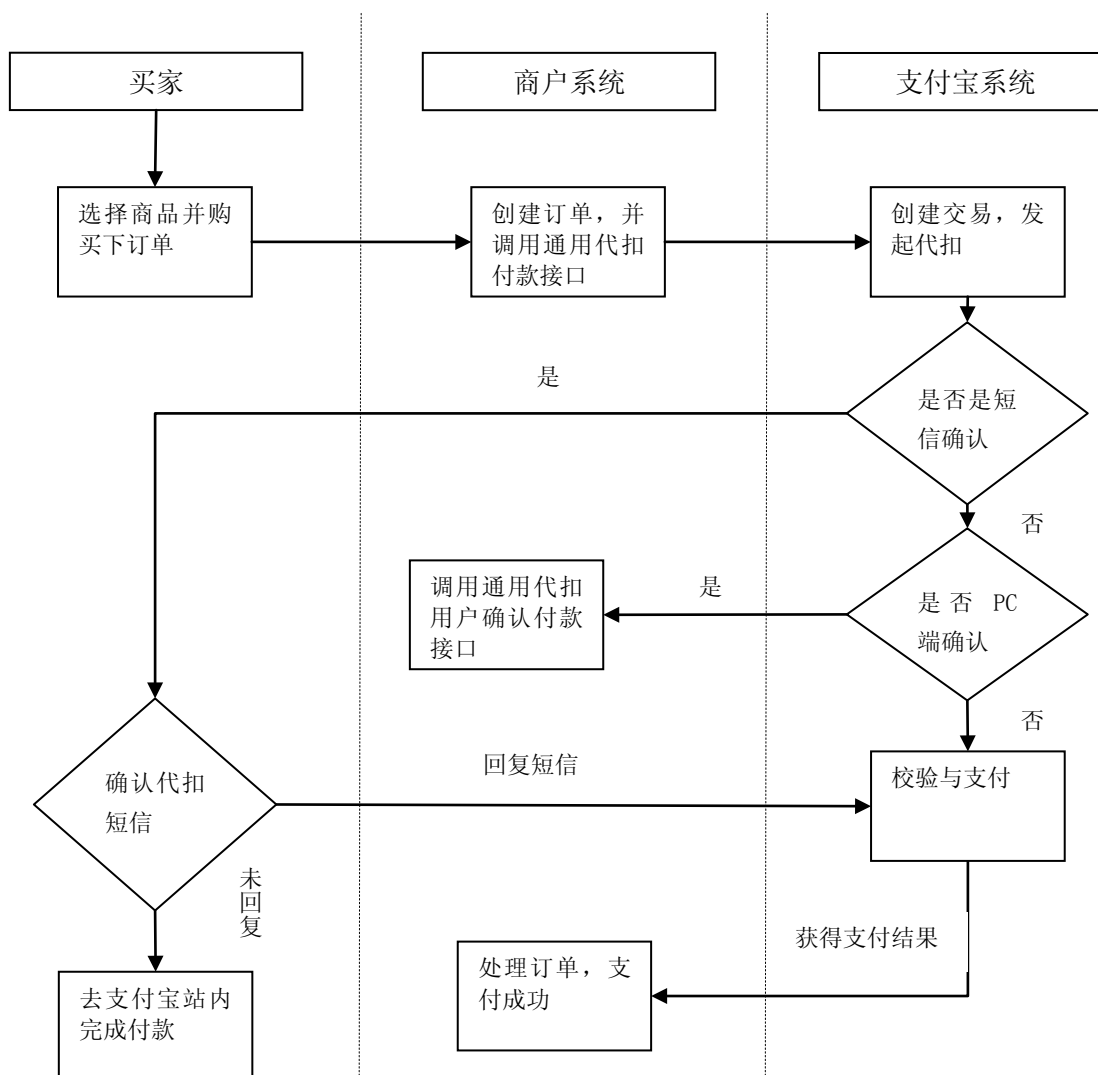 买家
商户系统
支付宝系统
选择商品并购
买下订单
创建订单，并
调用通用代扣
付款接口
创建交易，发
起代扣
是
是否是短
信确认
否
调用通用代扣
用户确认付款
接口
是
是否 PC
端确认
否
确认代扣
短信
回复短信
校验与支付
未回复
获得支付结果
去支付宝站内
完成付款
处理订单，支
付成功